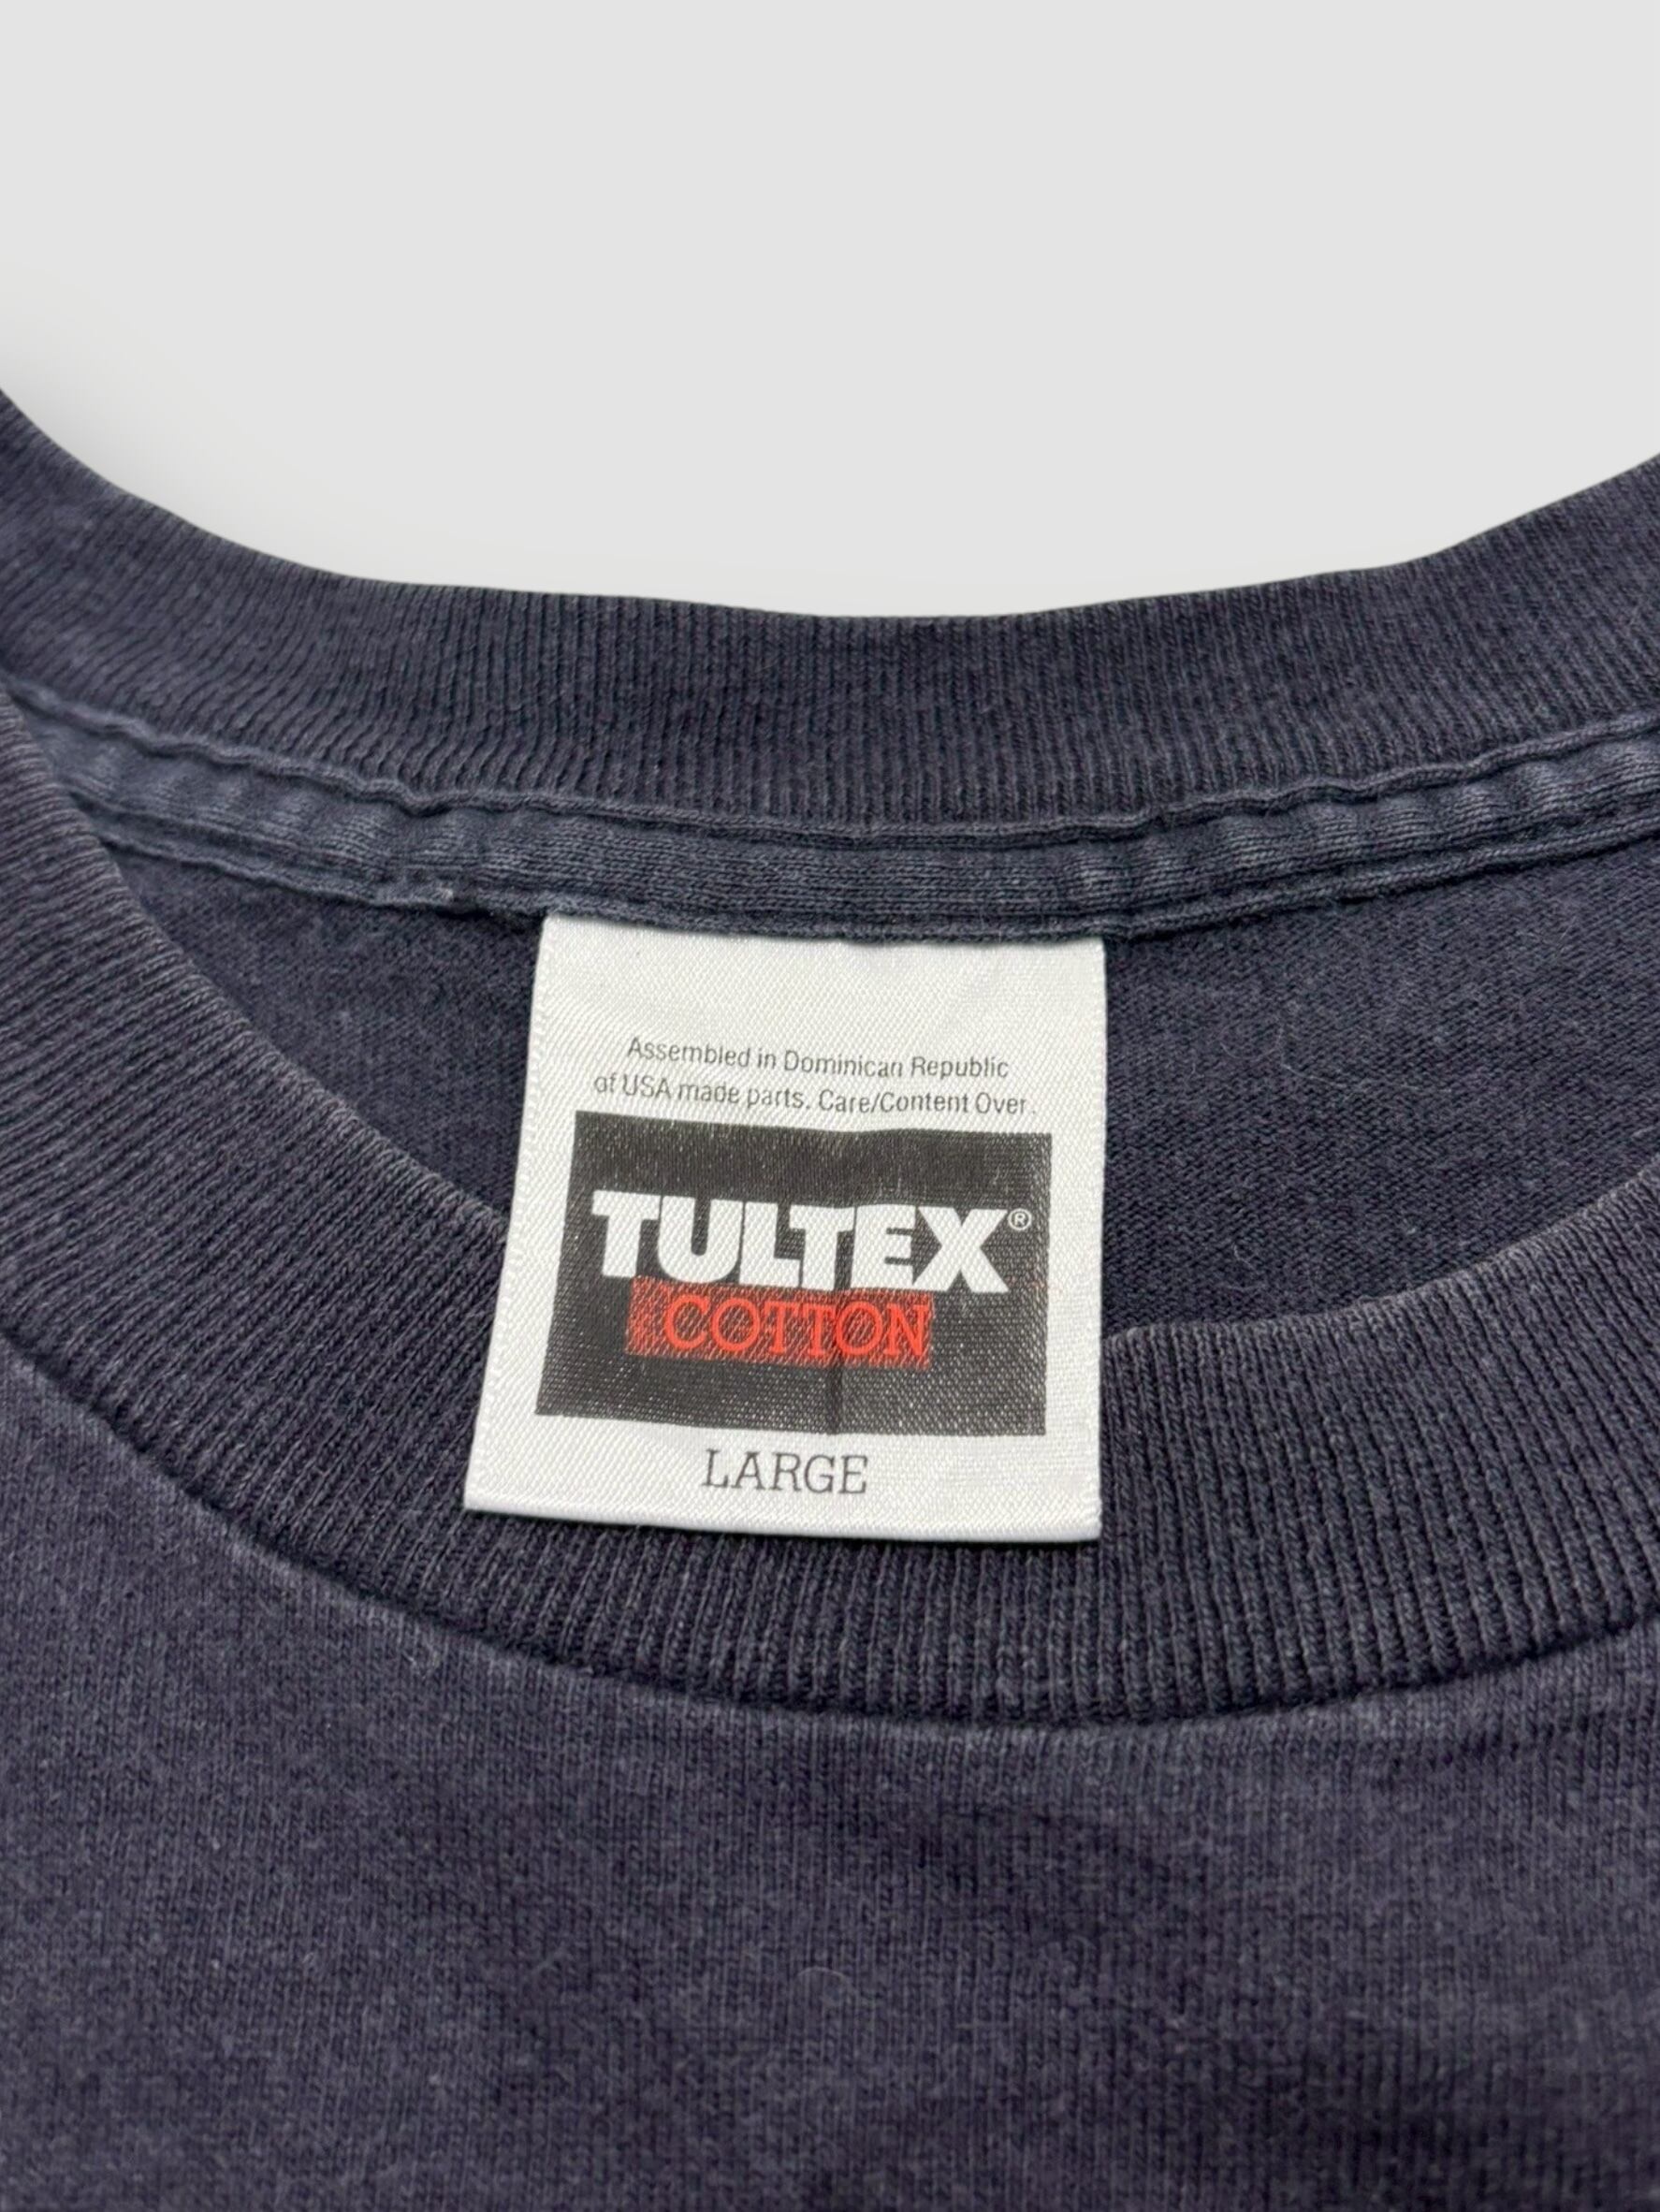 Assembled in Dominican Republic
of USA made parts. Care/Content Over.
TULTEX®
COTTON
LARGE